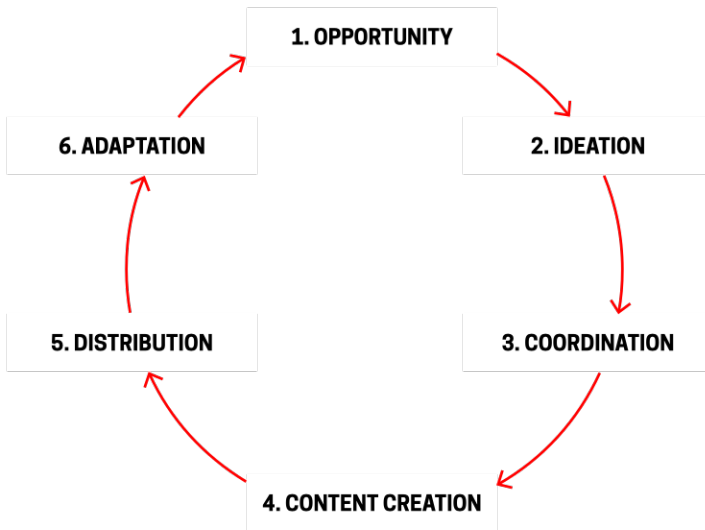 1. OPPORTUNITY
2. IDEATION
3. COORDINATION
4. CONTENT CREATION
5. DISTRIBUTION
6. ADAPTATION